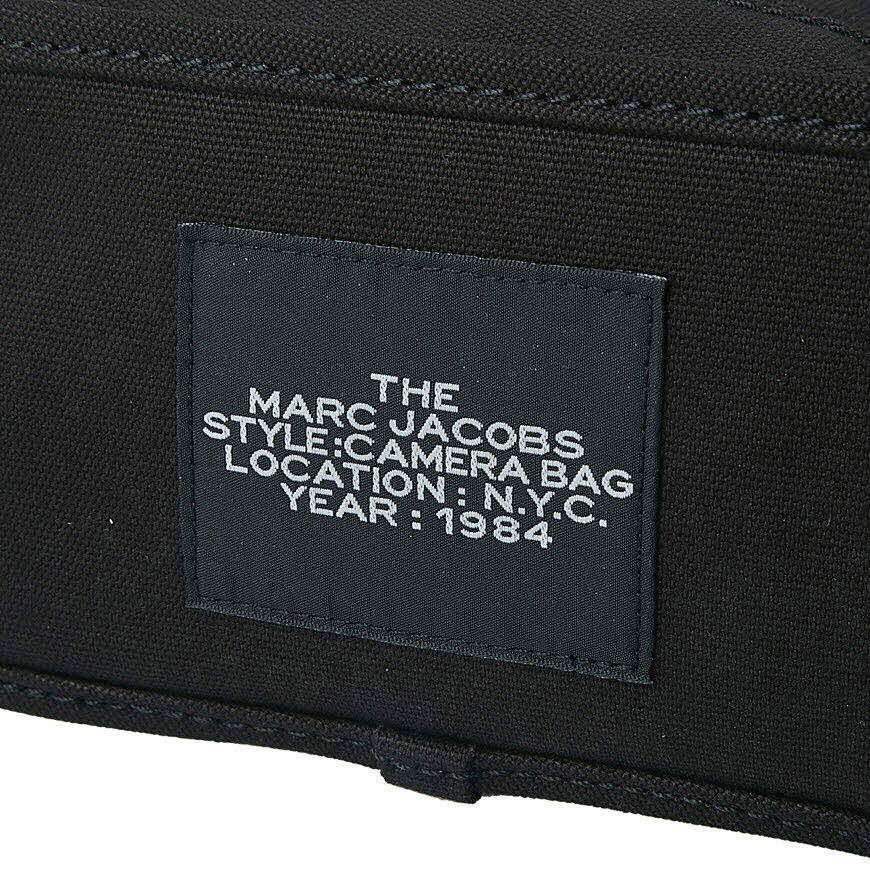 THE
MARC JACOBS
STYLE:CAMERA BAG
LOCATION : N.Y.C.
YEAR : 1984